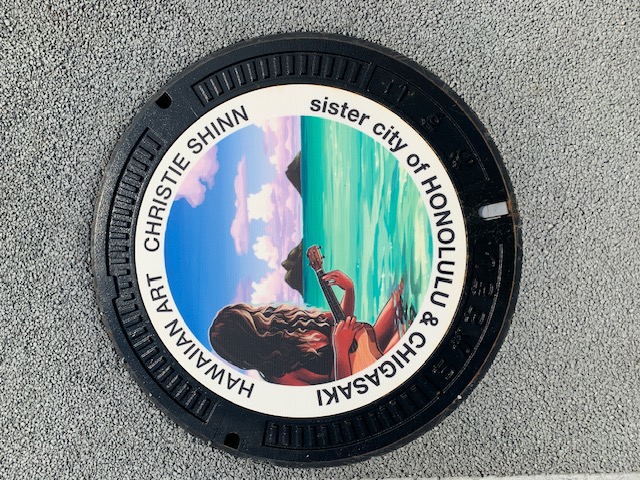 HAWAIIAN ART CHRISTIE SHINN
sister city of HONOLULU & CHIGASAKI